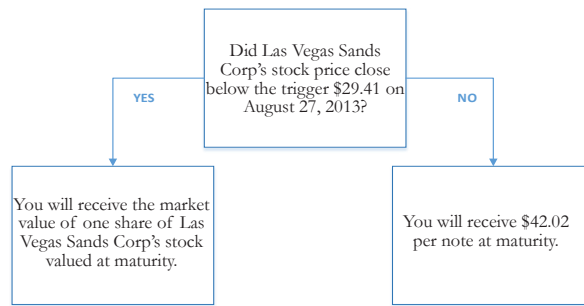 Did Las Vegas Sands
Corp's stock price close
below the trigger $29.41 on
August 27, 2013?
YES
NO
You will receive the market
value of one share of Las
Vegas Sands Corp's stock
valued at maturity.
You will receive $42.02
per note at maturity.